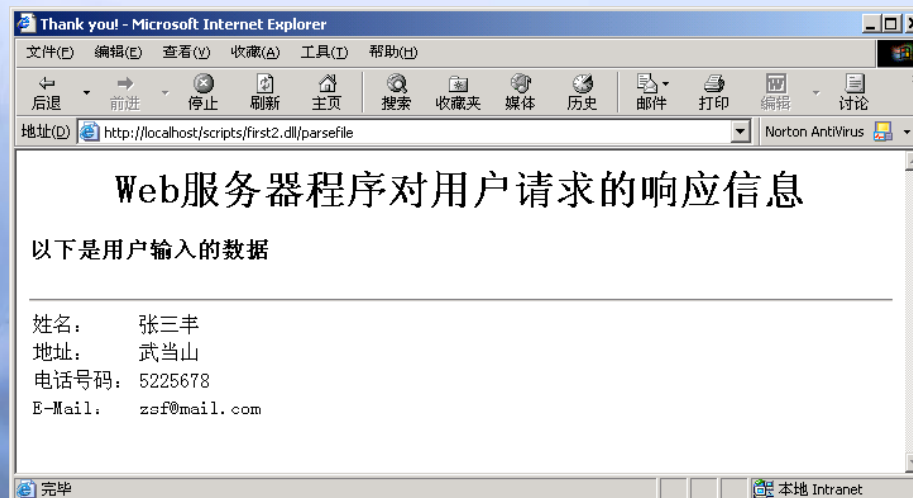 Thank you! - Microsoft Internet Explorer
文件(F) 编辑(E) 查看(V) 收藏(A) 工具(T) 帮助(H)
后退 前进 停止 刷新 主页 搜索 收藏夹 媒体 历史 邮件 打印 编辑 讨论
地址(D) http://localhost/scripts/first2.dll/parsefile Norton AntiVirus
Web服务器程序对用户请求的响应信息
以下是用户输入的数据
姓名: 张三丰
地址: 武当山
电话号码: 5225678
E-Mail: zsf@mail.com
完毕 本地 Intranet